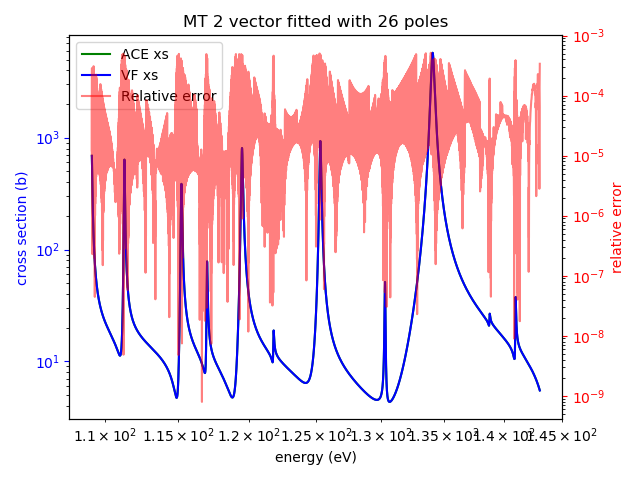 MT 2 vector fitted with 26 poles
ACE xs
VF xs
Relative error
cross section (b)
10³
10²
10¹
relative error
10⁻³
10⁻⁴
10⁻⁵
10⁻⁶
10⁻⁷
10⁻⁸
10⁻⁹
1.1 × 10² 1.15 × 10² 1.2 × 10² 1.25 × 10² 1.3 × 10² 1.35 × 10² 1.4 × 10² 1.45 × 10²
energy (eV)